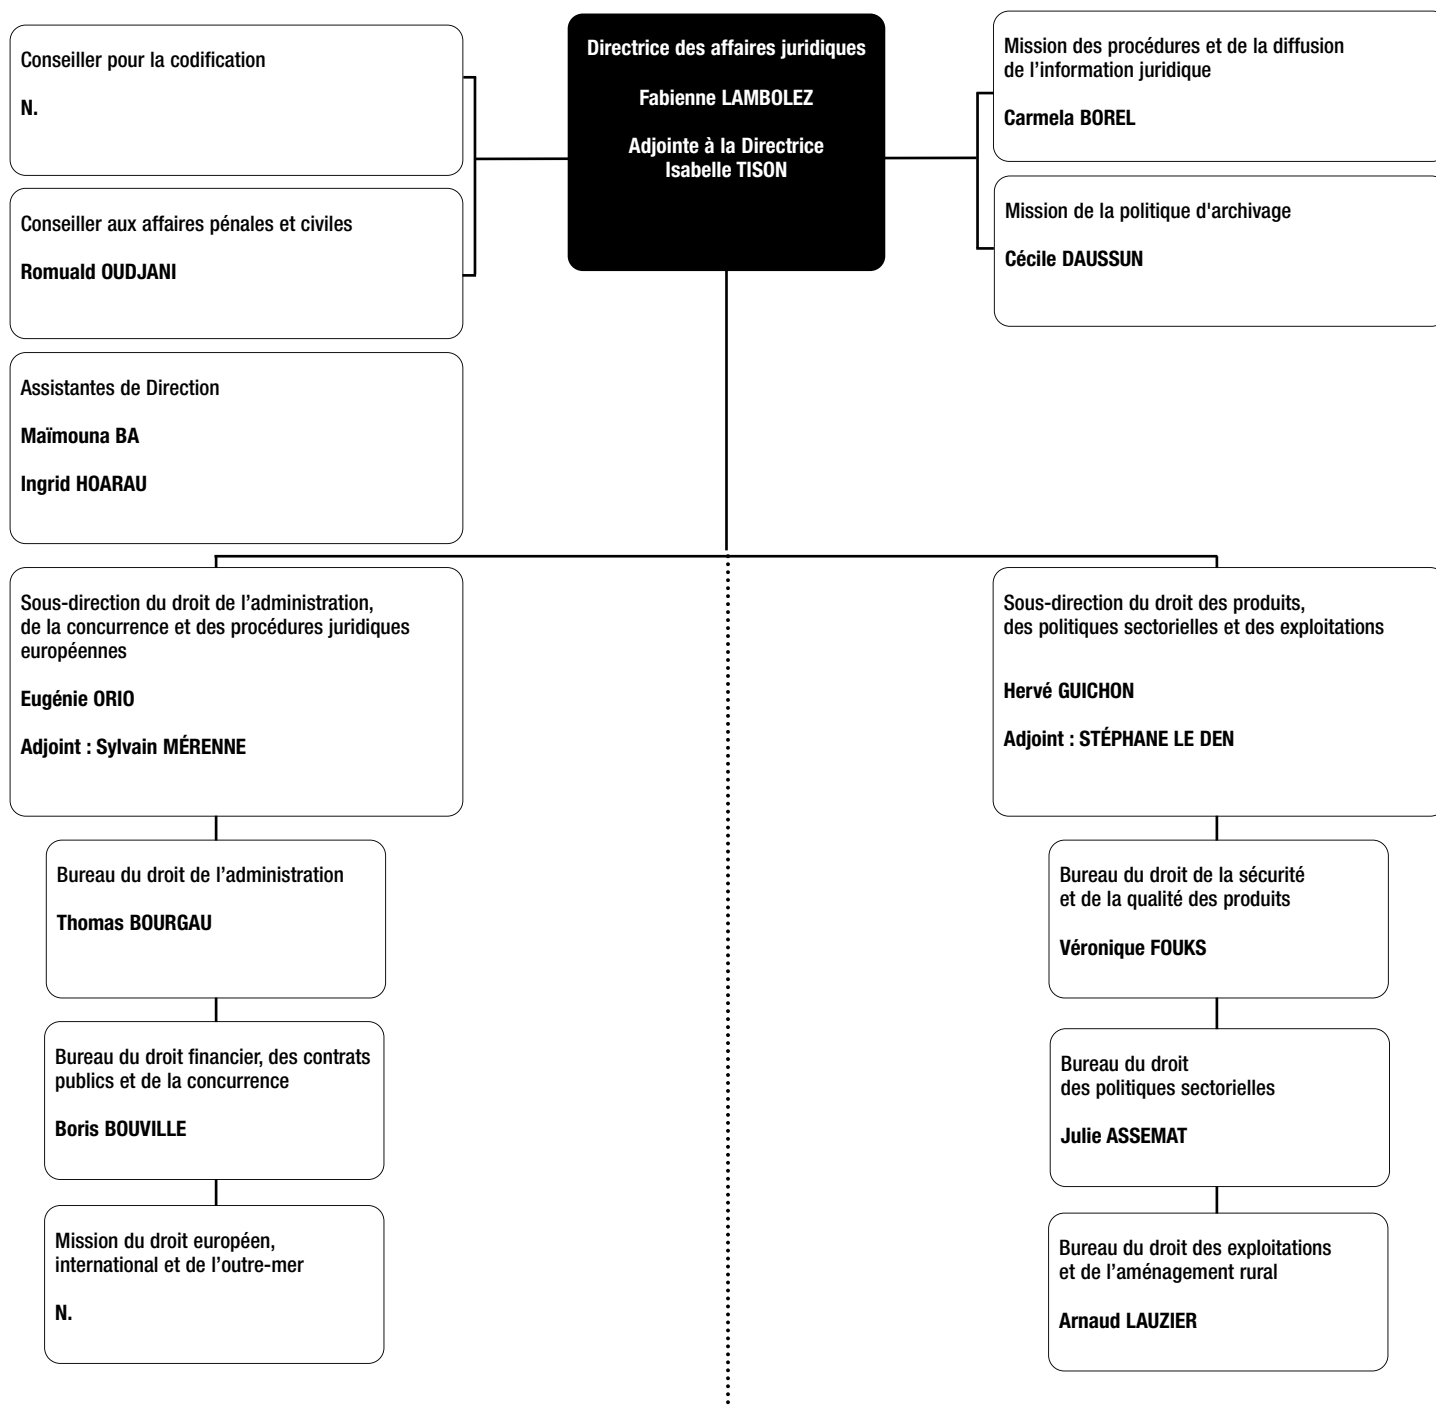 Directrice des affaires juridiques
Fabienne LAMBOLEZ
Adjointe à la Directrice
Isabelle TISON
Conseiller pour la codification
N.
Conseiller aux affaires pénales et civiles
Romuald OUDJANI
Assistantes de Direction
Maïmouna BA
Ingrid HOARAU
Mission des procédures et de la diffusion
de l’information juridique
Carmela BOREL
Mission de la politique d'archivage
Cécile DAUSSUN
Sous-direction du droit de l’administration,
de la concurrence et des procédures juridiques
européennes
Eugénie ORIO
Adjoint : Sylvain MÉRENNE
Bureau du droit de l’administration
Thomas BOURGAU
Bureau du droit financier, des contrats
publics et de la concurrence
Boris BOUVILLE
Mission du droit européen,
international et de l’outre-mer
N.
Sous-direction du droit des produits,
des politiques sectorielles et des exploitations
Hervé GUICHON
Adjoint : STÉPHANE LE DEN
Bureau du droit de la sécurité
et de la qualité des produits
Véronique FOUKS
Bureau du droit
des politiques sectorielles
Julie ASSEMAT
Bureau du droit des exploitations
et de l’aménagement rural
Arnaud LAUZIER